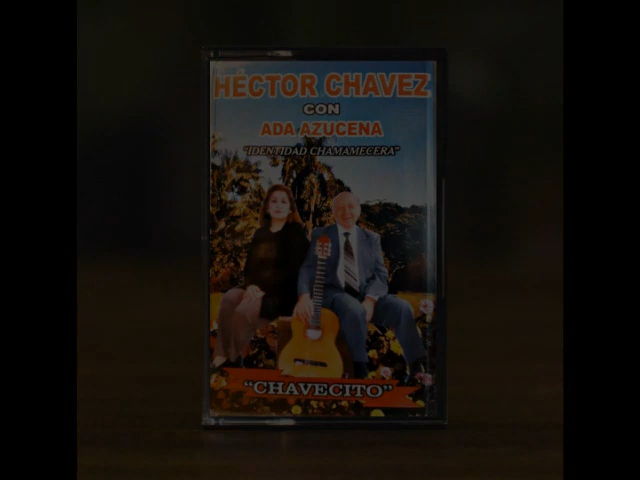 HÉCTOR CHAVEZ
CON
ADA AZUCENA
"IDENTIDAD CHAMAMECERA"
"CHAVECITO"